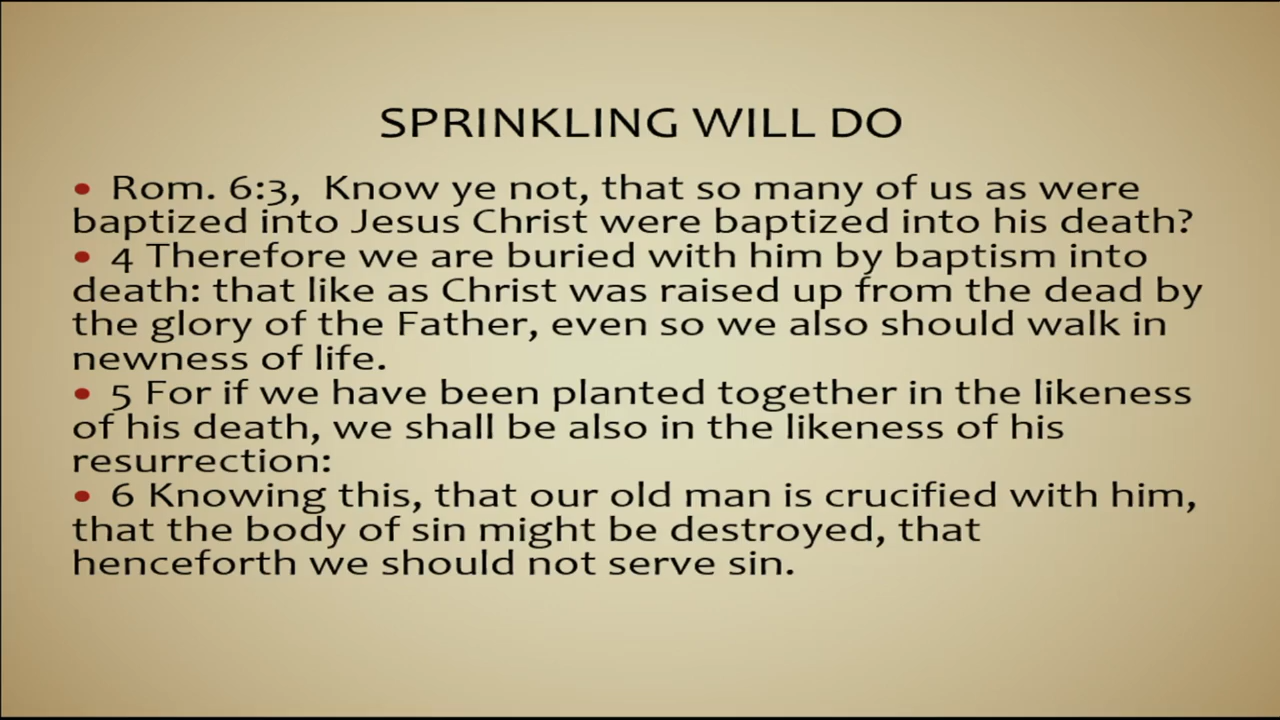 SPRINKLING WILL DO
• Rom. 6:3,  Know ye not, that so many of us as were
baptized into Jesus Christ were baptized into his death?
• 4 Therefore we are buried with him by baptism into
death: that like as Christ was raised up from the dead by
the glory of the Father, even so we also should walk in
newness of life.
• 5 For if we have been planted together in the likeness
of his death, we shall be also in the likeness of his
resurrection:
• 6 Knowing this, that our old man is crucified with him,
that the body of sin might be destroyed, that
henceforth we should not serve sin.